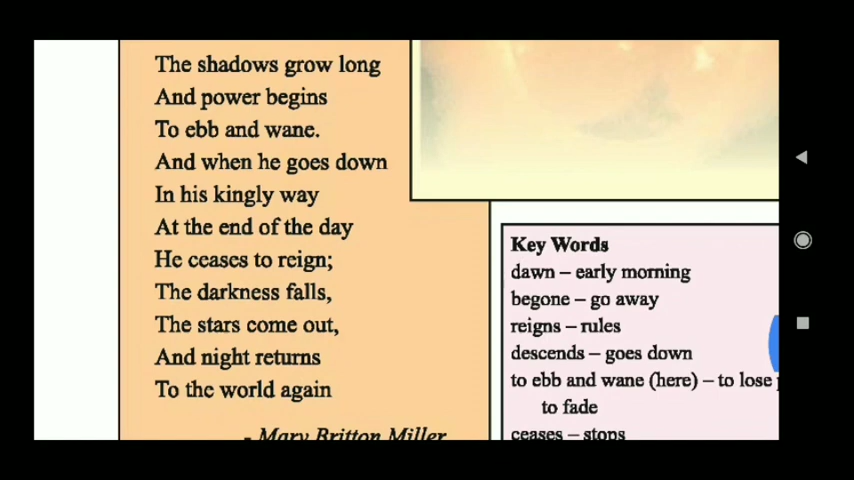 The shadows grow long
And power begins
To ebb and wane.
And when he goes down
In his kingly way
At the end of the day
He ceases to reign;
The darkness falls,
The stars come out,
And night returns
To the world again
- Mary Britton Miller
Key Words
dawn – early morning
begone – go away
reigns – rules
descends – goes down
to ebb and wane (here) – to lose
to fade
ceases – stops